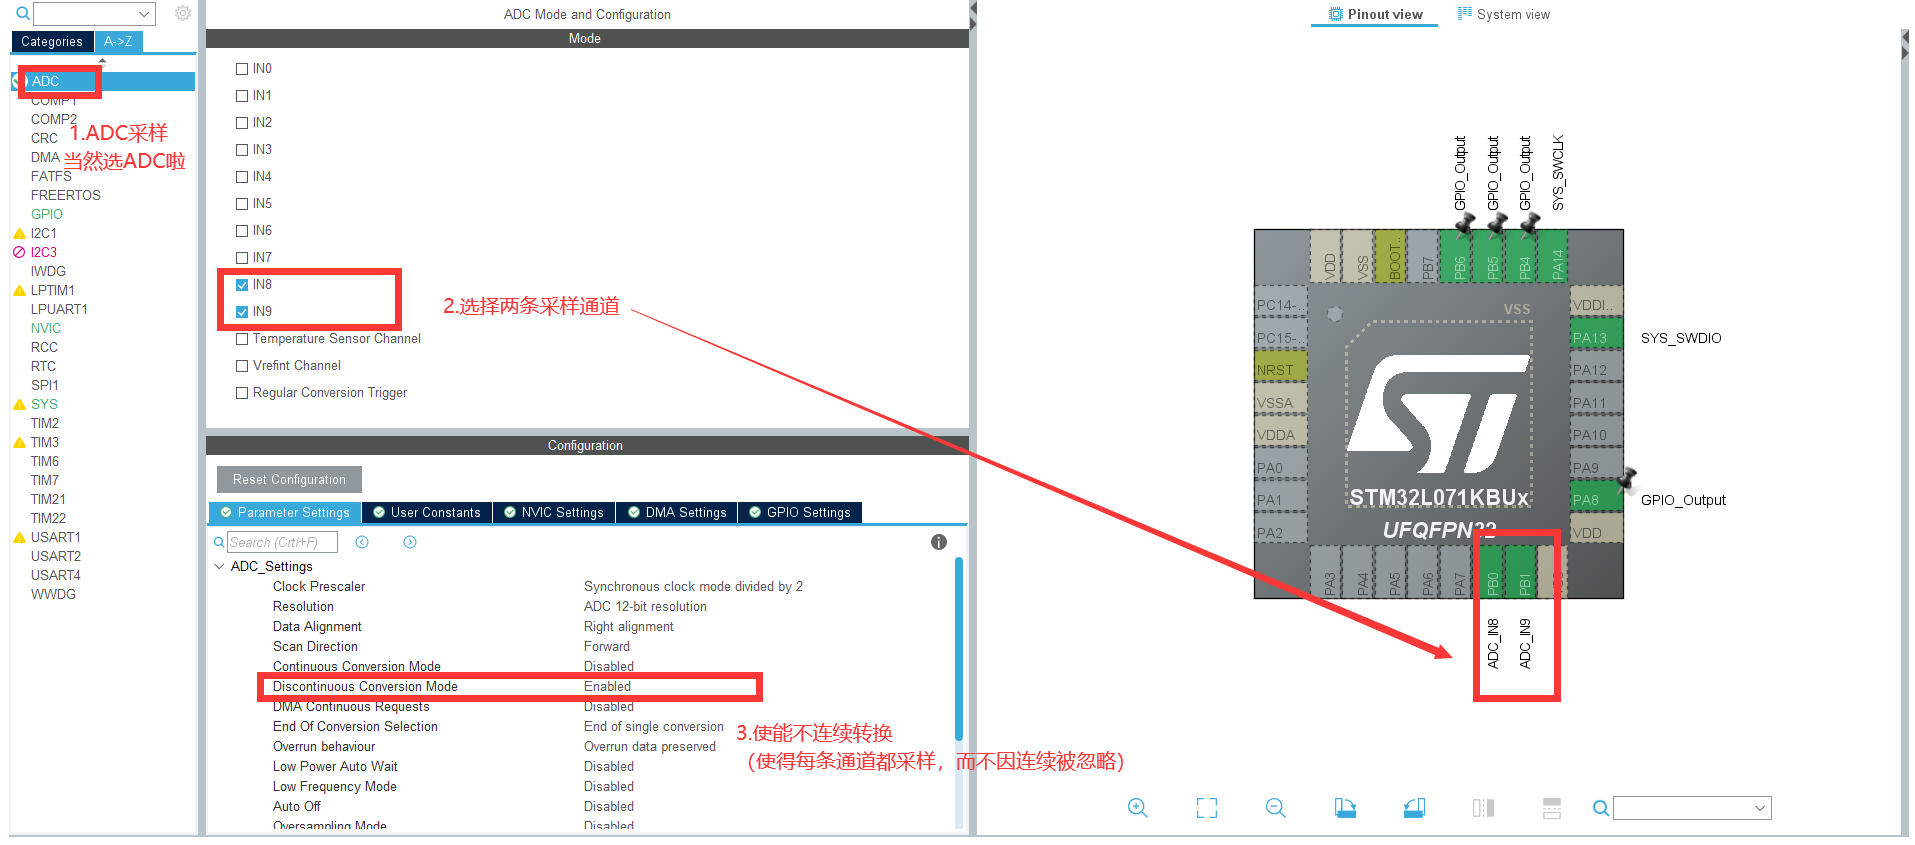 ADC Mode and Configuration
Pinout view
System view
Categories
A->Z
Mode
ADC
COMP1
COMP2
CRC
DMA
FATFS
FREERTOS
GPIO
I2C1
I2C3
IWDG
LPTIM1
LPUART1
NVIC
RCC
RTC
SPI1
SYS
TIM2
TIM3
TIM6
TIM7
TIM21
TIM22
USART1
USART2
USART4
WWDG
1.ADC采样
当然选ADC啦
IN0
IN1
IN2
IN3
IN4
IN5
IN6
IN7
IN8
IN9
Temperature Sensor Channel
Vrefint Channel
Regular Conversion Trigger
2.选择两条采样通道
Configuration
Reset Configuration
Parameter Settings
User Constants
NVIC Settings
DMA Settings
GPIO Settings
Search (Crtl+F)
ADC_Settings
Clock Prescaler Synchronous clock mode divided by 2
Resolution ADC 12-bit resolution
Data Alignment Right alignment
Scan Direction Forward
Continuous Conversion Mode Disabled
Discontinuous Conversion Mode Enabled
DMA Continuous Requests Disabled
End Of Conversion Selection End of single conversion
Overrun behaviour Overrun data preserved
Low Power Auto Wait Disabled
Low Frequency Mode Disabled
Auto Off Disabled
Oversampling Mode Disabled
3.使能不连续转换
（使得每条通道都采样，而不因连续被忽略）
GPIO_Output
GPIO_Output
GPIO_Output
SYS_SWCLK
VDD
VSS
BOOT..
PB7
PB6
PB5
PB4
PA14
PC14-..
PC15-..
NRST
VSSA
VDDA
PA0
PA1
PA2
VSS
VDDI..
PA13
SYS_SWDIO
PA12
PA11
PA10
PA9
PA8
GPIO_Output
VDD
STM32L071KBUx
UFQFPN32
PA3
PA4
PA5
PA6
PA7
PB0
PB1
ADC_IN8
ADC_IN9